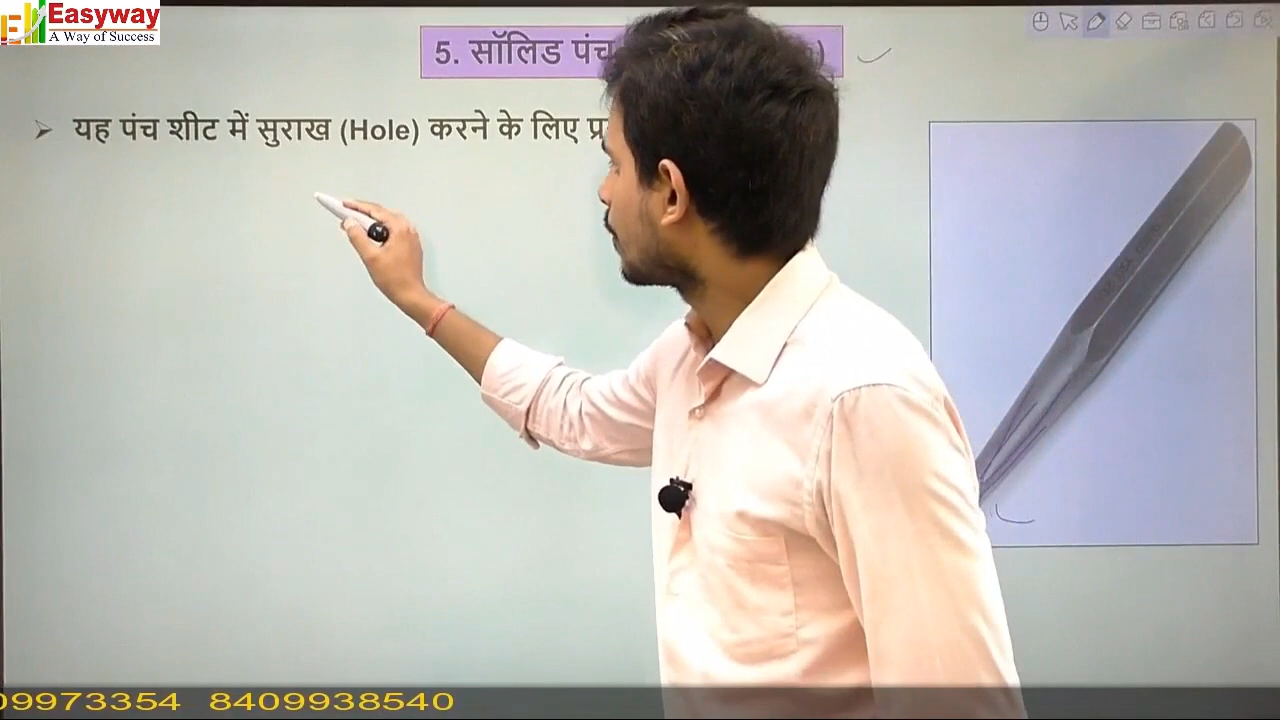 Easyway
A Way of Success
5. सॉलिड पंच
यह पंच शीट में सुराख (Hole) करने के लिए
09973354 8409938540